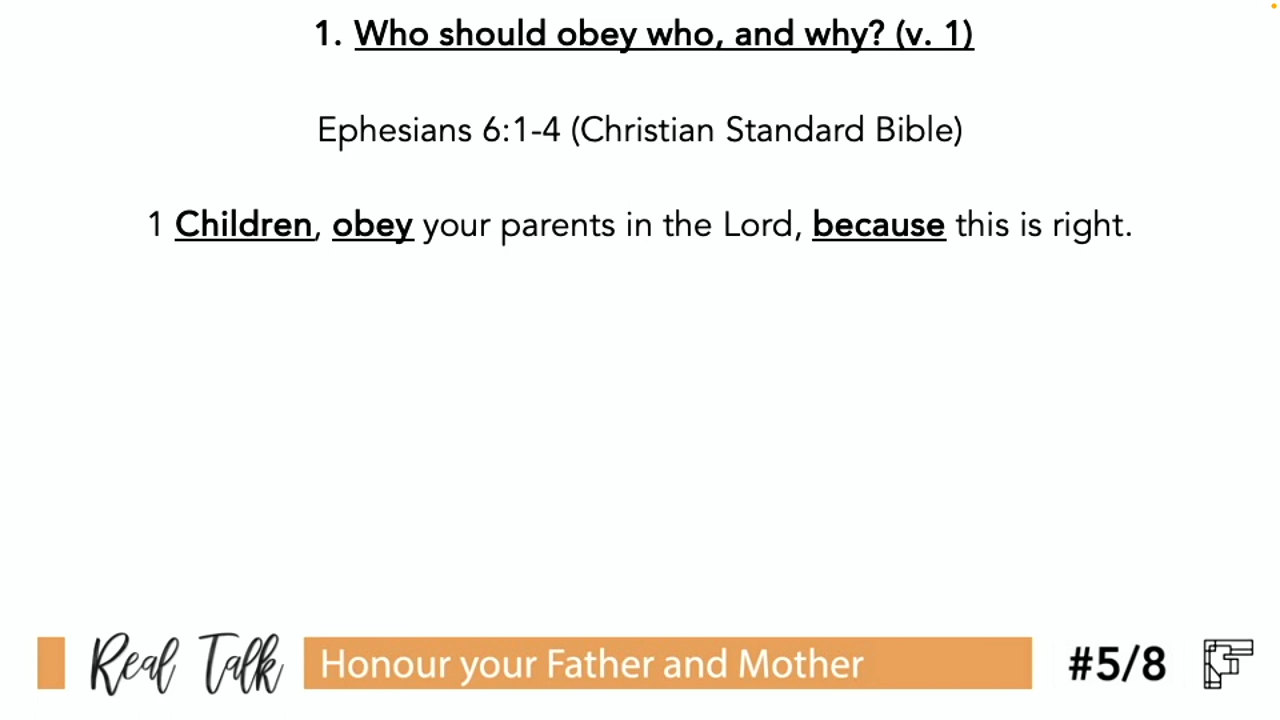 1. Who should obey who, and why? (v. 1)
Ephesians 6:1-4 (Christian Standard Bible)
1 Children, obey your parents in the Lord, because this is right.
Real Talk
Honour your Father and Mother
#5/8